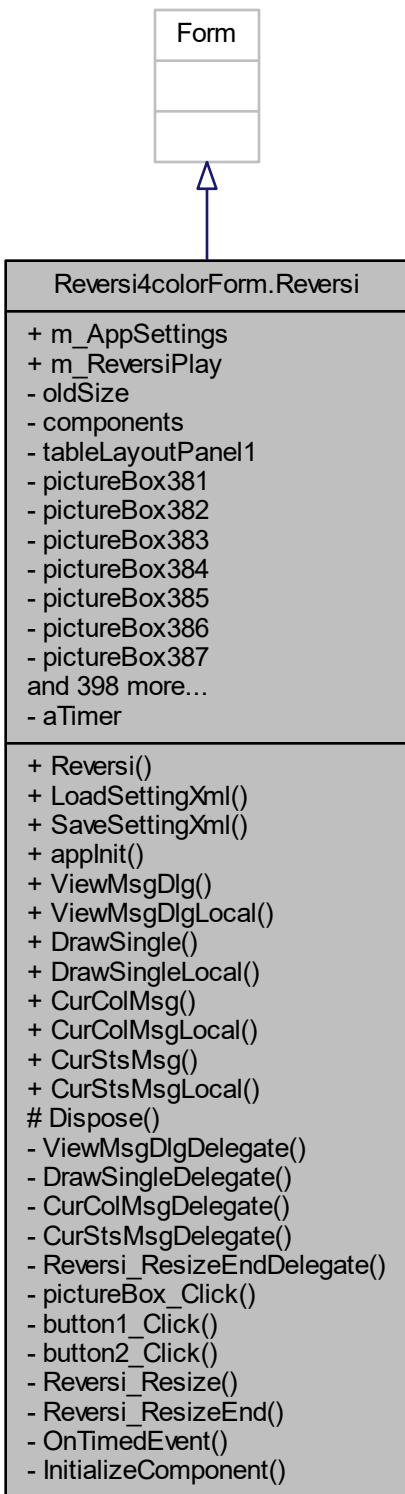 Form
Reversi4colorForm.Reversi
+ m_AppSettings
+ m_ReversiPlay
- oldSize
- components
- tableLayoutPanel1
- pictureBox381
- pictureBox382
- pictureBox383
- pictureBox384
- pictureBox385
- pictureBox386
- pictureBox387
and 398 more...
- aTimer
+ Reversi()
+ LoadSettingXml()
+ SaveSettingXml()
+ appInit()
+ ViewMsgDlg()
+ ViewMsgDlgLocal()
+ DrawSingle()
+ DrawSingleLocal()
+ CurColMsg()
+ CurColMsgLocal()
+ CurStsMsg()
+ CurStsMsgLocal()
# Dispose()
- ViewMsgDlgDelegate()
- DrawSingleDelegate()
- CurColMsgDelegate()
- CurStsMsgDelegate()
- Reversi_ResizeEndDelegate()
- pictureBox_Click()
- button1_Click()
- button2_Click()
- Reversi_Resize()
- Reversi_ResizeEnd()
- OnTimedEvent()
- InitializeComponent()